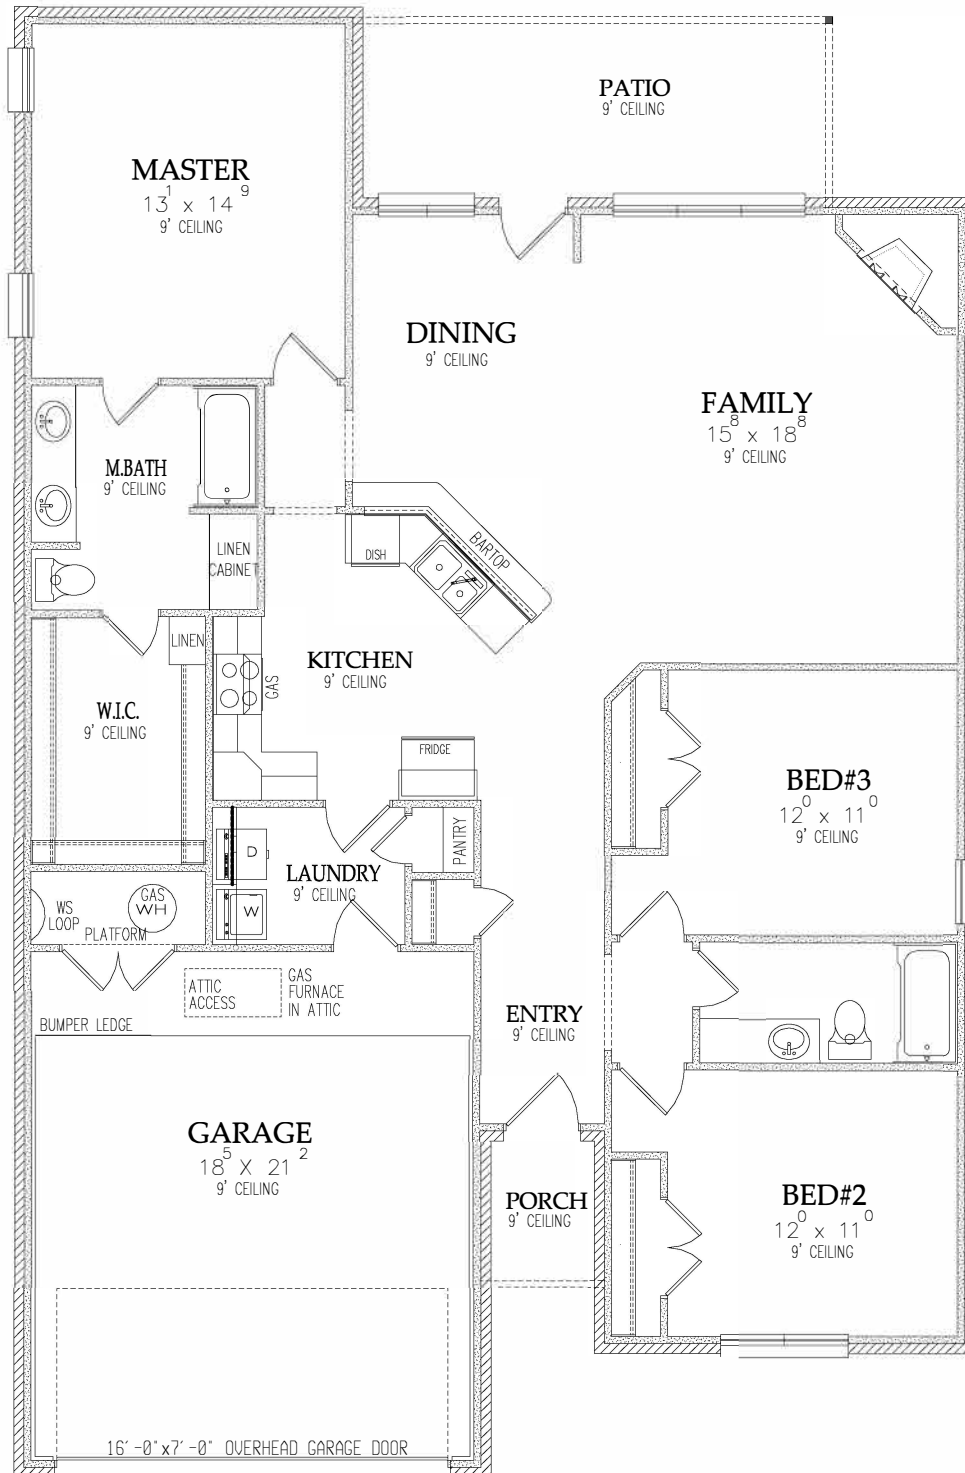 PATIO
9' CEILING
MASTER
13¹ x 14⁹
9' CEILING
DINING
9' CEILING
FAMILY
15⁸ x 18⁸
9' CEILING
M.BATH
9' CEILING
LINEN
CABINET
DISH
BARTOP
LINEN
KITCHEN
9' CEILING
GAS
W.I.C.
9' CEILING
FRIDGE
BED#3
12⁰ x 11⁰
9' CEILING
PANTRY
D
LAUNDRY
9' CEILING
W
WS
LOOP
GAS
WH
PLATFORM
ATTIC
ACCESS
GAS
FURNACE
IN ATTIC
BUMPER LEDGE
ENTRY
9' CEILING
GARAGE
18⁵ X 21²
9' CEILING
PORCH
9' CEILING
BED#2
12⁰ x 11⁰
9' CEILING
16'-0"x7'-0" OVERHEAD GARAGE DOOR